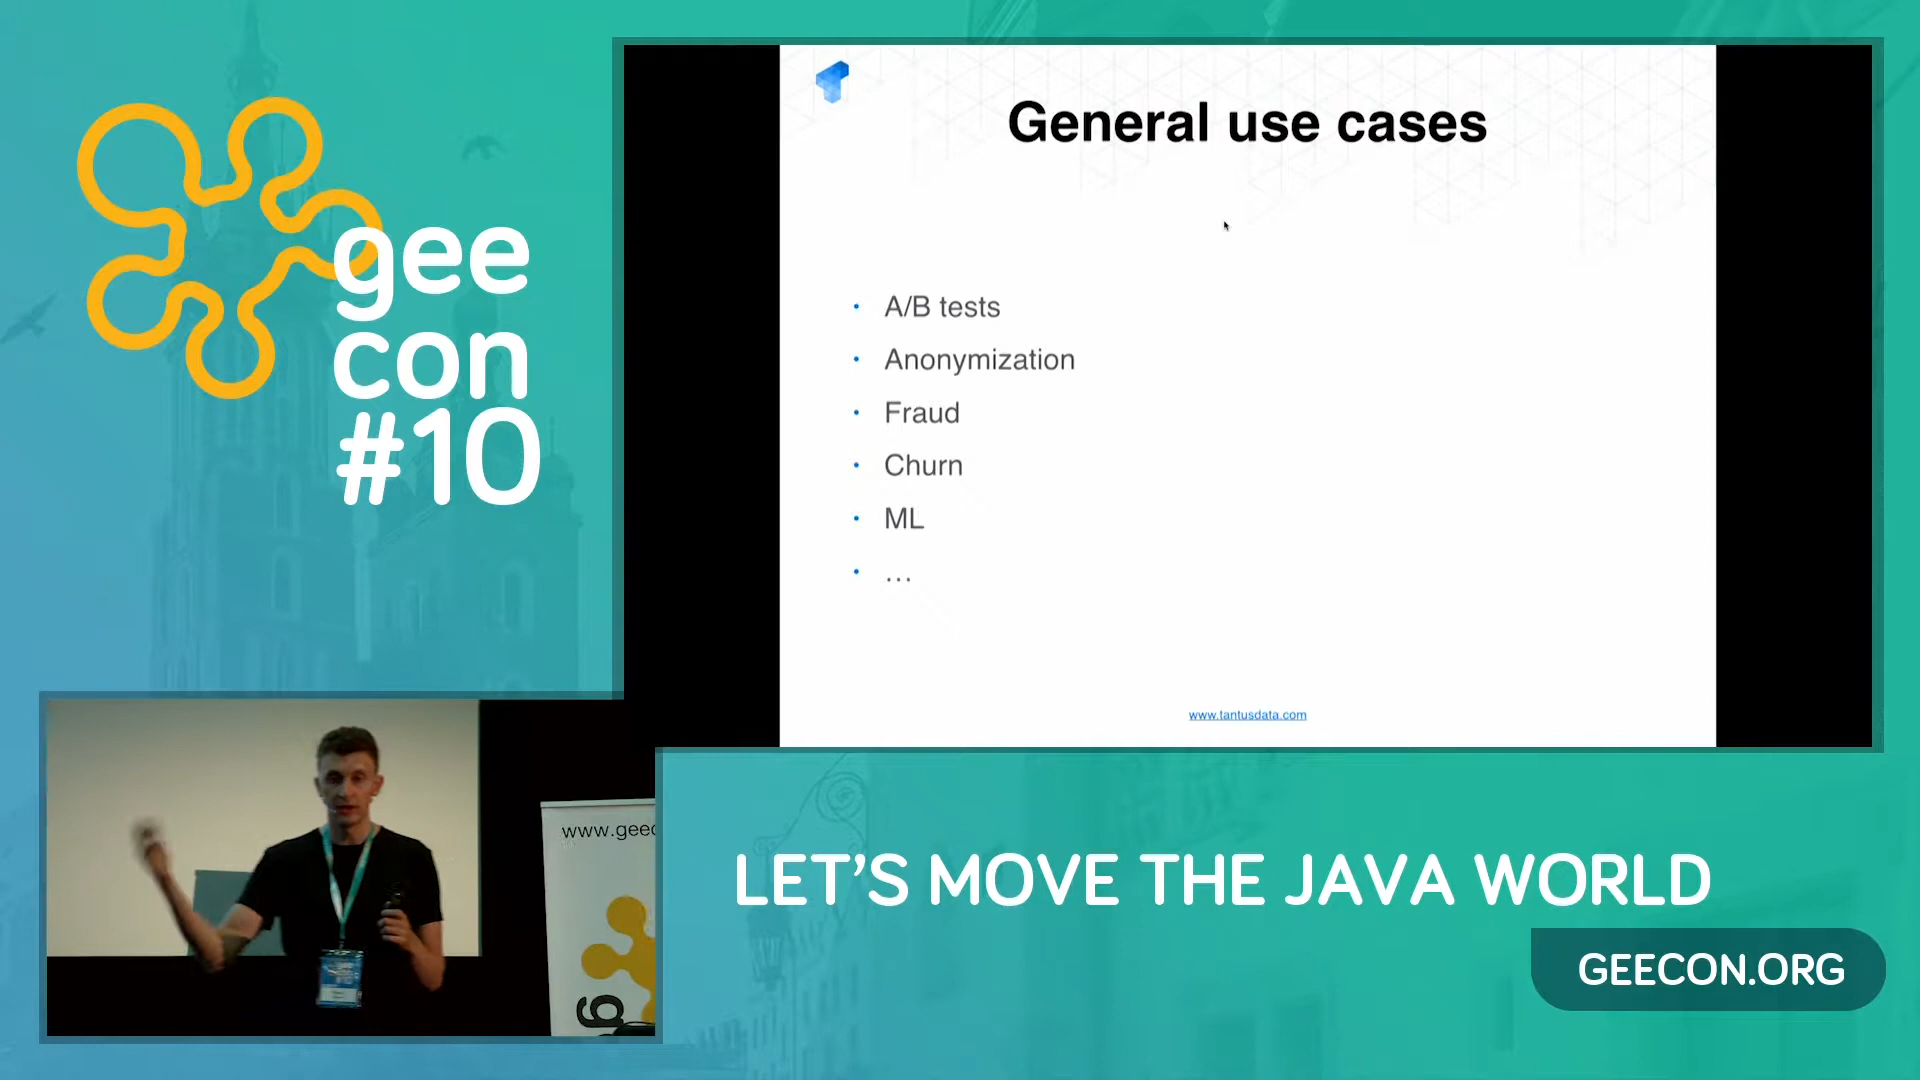 gee
con
#10
General use cases
• A/B tests
• Anonymization
• Fraud
• Churn
• ML
• …
www.tantusdata.com
www.geec
g
LET’S MOVE THE JAVA WORLD
GEECON.ORG